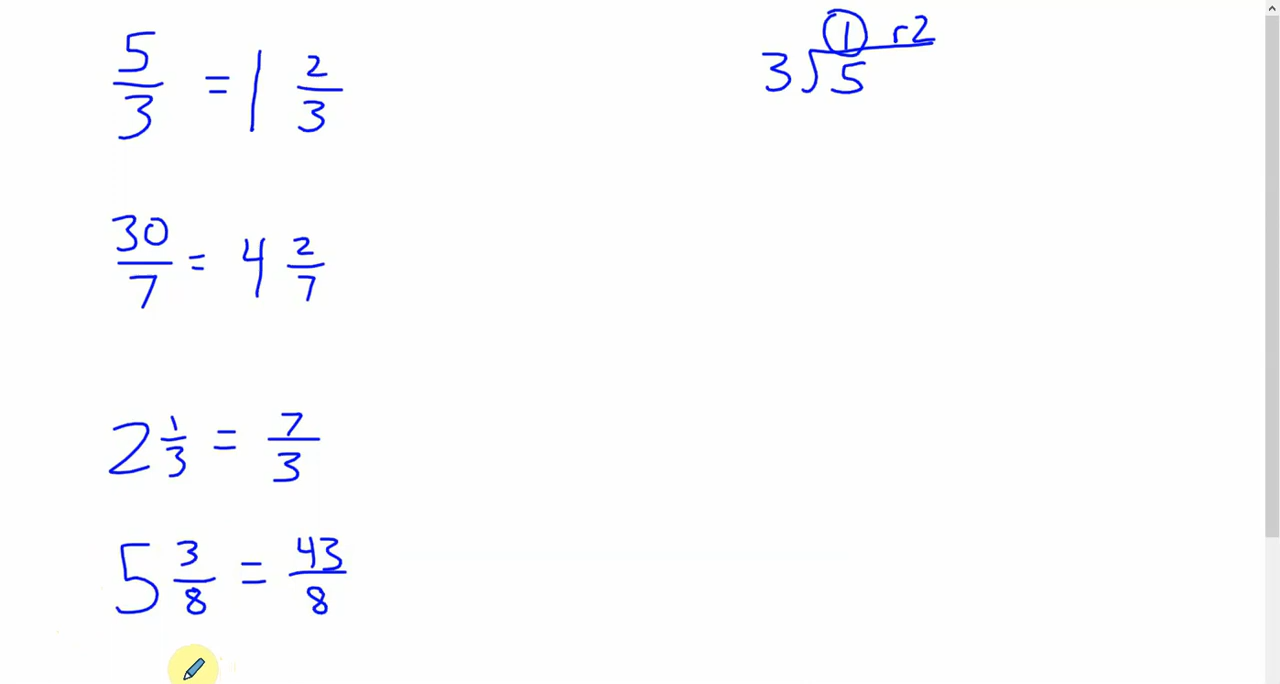 5/3 = 1 2/3
1 r2
3⟌5
30/7 = 4 2/7
2 1/3 = 7/3
5 3/8 = 43/8